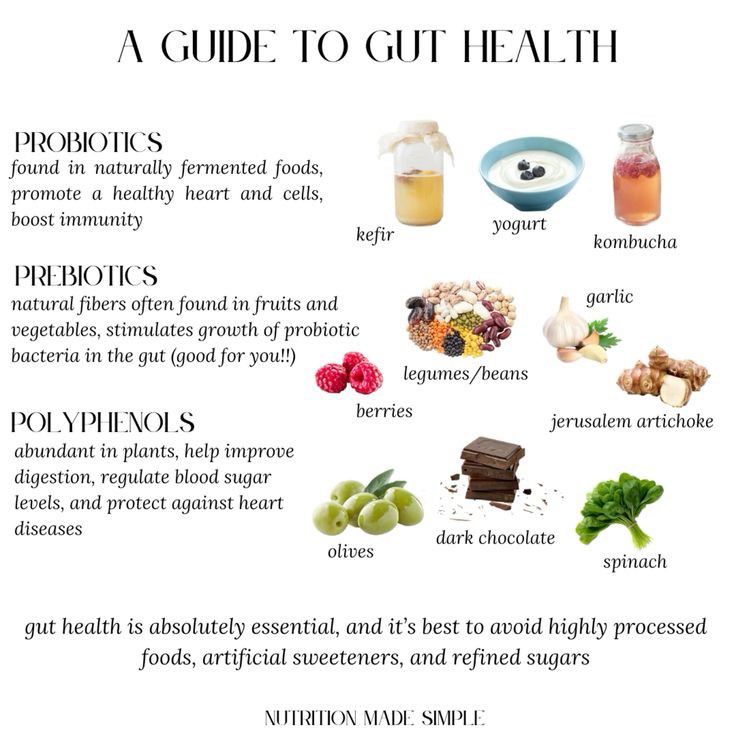 A GUIDE TO GUT HEALTH
PROBIOTICS
found in naturally fermented foods,
promote a healthy heart and cells,
boost immunity
kefir
yogurt
kombucha
PREBIOTICS
natural fibers often found in fruits and
vegetables, stimulates growth of probiotic
bacteria in the gut (good for you!!)
garlic
legumes/beans
berries
jerusalem artichoke
POLYPHENOLS
abundant in plants, help improve
digestion, regulate blood sugar
levels, and protect against heart
diseases
olives
dark chocolate
spinach
gut health is absolutely essential, and it's best to avoid highly processed
foods, artificial sweeteners, and refined sugars
NUTRITION MADE SIMPLE